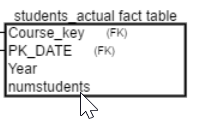 students_actual fact table
Course_key (FK)
PK_DATE (FK)
Year
numstudents